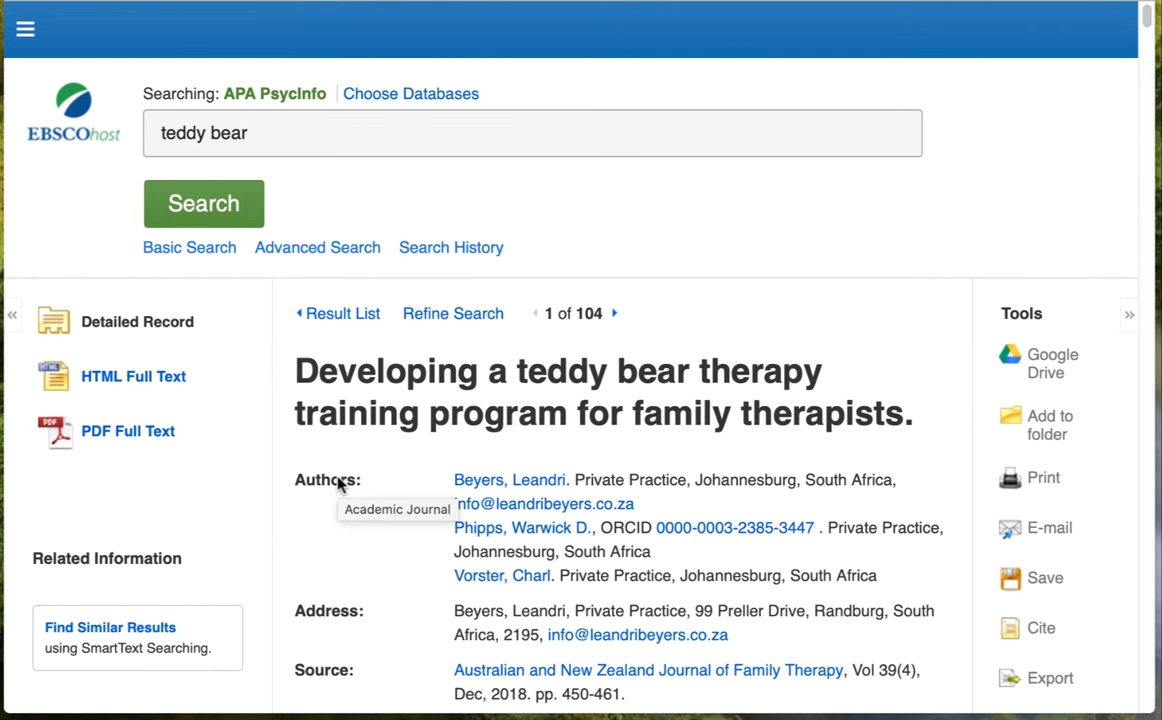 Searching: APA PsycInfo
Choose Databases
EBSCOhost
teddy bear
Search
Basic Search
Advanced Search
Search History
Detailed Record
HTML Full Text
PDF Full Text
Related Information
Find Similar Results
using SmartText Searching.
Result List
Refine Search
1 of 104
Developing a teddy bear therapy
training program for family therapists.
Authors:
Beyers, Leandri. Private Practice, Johannesburg, South Africa,
info@leandribeyers.co.za
Academic Journal
Phipps, Warwick D., ORCID 0000-0003-2385-3447 . Private Practice,
Johannesburg, South Africa
Vorster, Charl. Private Practice, Johannesburg, South Africa
Address:
Beyers, Leandri, Private Practice, 99 Preller Drive, Randburg, South
Africa, 2195, info@leandribeyers.co.za
Source:
Australian and New Zealand Journal of Family Therapy, Vol 39(4),
Dec, 2018. pp. 450-461.
Tools
Google
Drive
Add to
folder
Print
E-mail
Save
Cite
Export